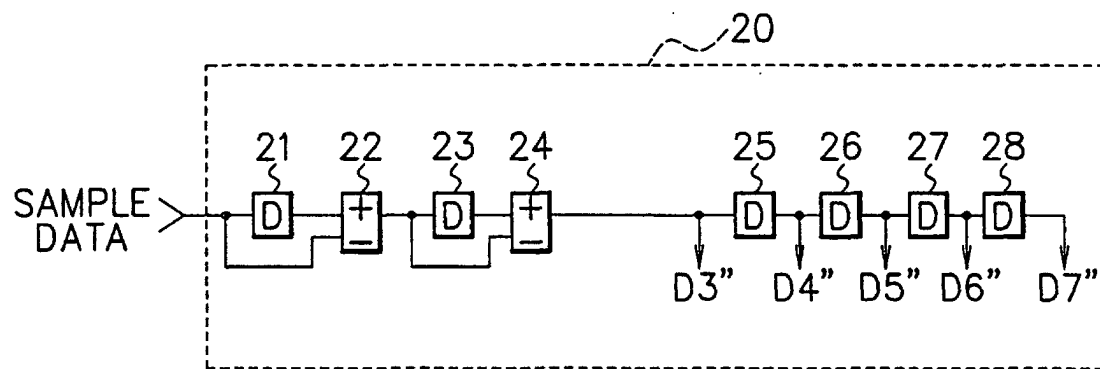 20
21 22 23 24 25 26 27 28
SAMPLE DATA
D + − D + − D D D D
D3” D4” D5” D6” D7”